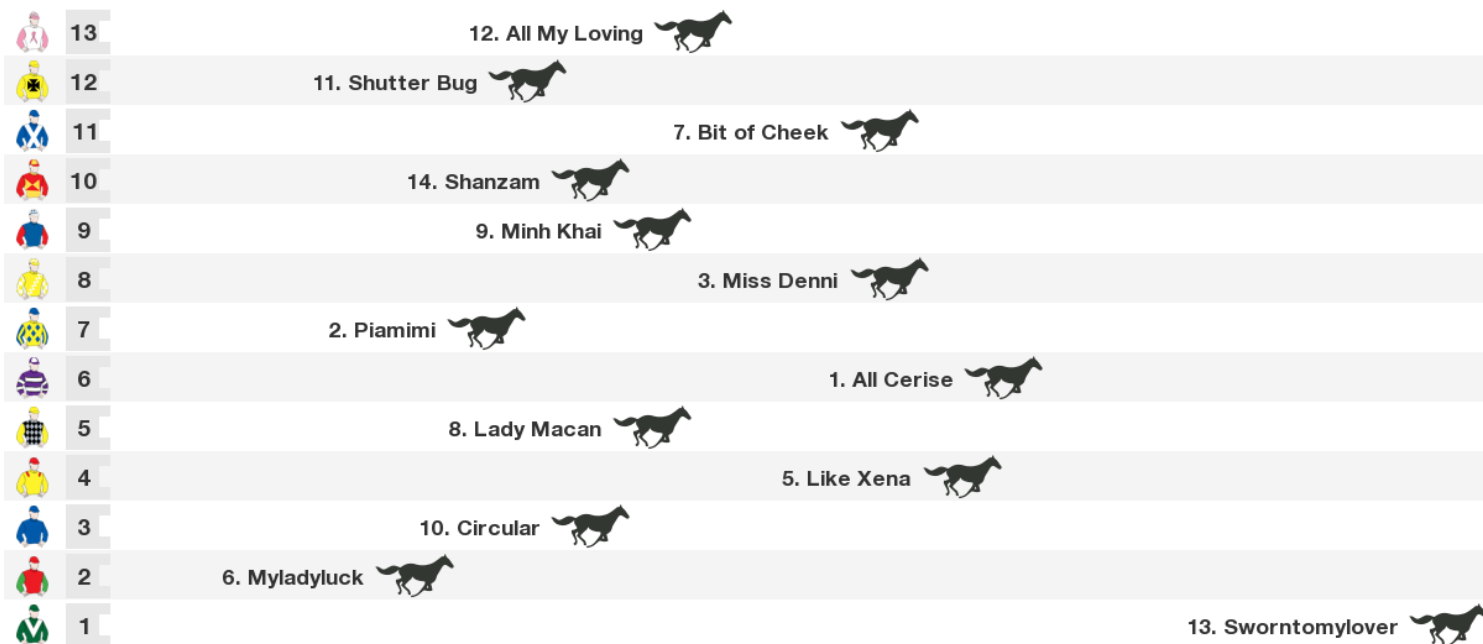 13 12. All My Loving
12 11. Shutter Bug
11 7. Bit of Cheek
10 14. Shanzam
9 9. Minh Khai
8 3. Miss Denni
7 2. Piamimi
6 1. All Cerise
5 8. Lady Macan
4 5. Like Xena
3 10. Circular
2 6. Myladyluck
1 13. Sworntomylover